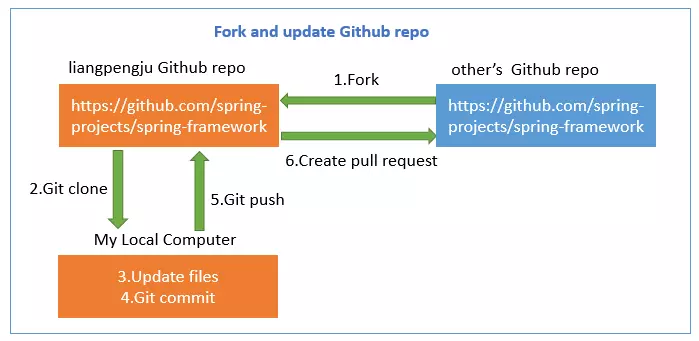 Fork and update Github repo
liangpengju Github repo
other's  Github repo
1.Fork
https://github.com/spring-
projects/spring-framework
https://github.com/spring-
projects/spring-framework
6.Create pull request
2.Git clone
5.Git push
My Local Computer
3.Update files
4.Git commit